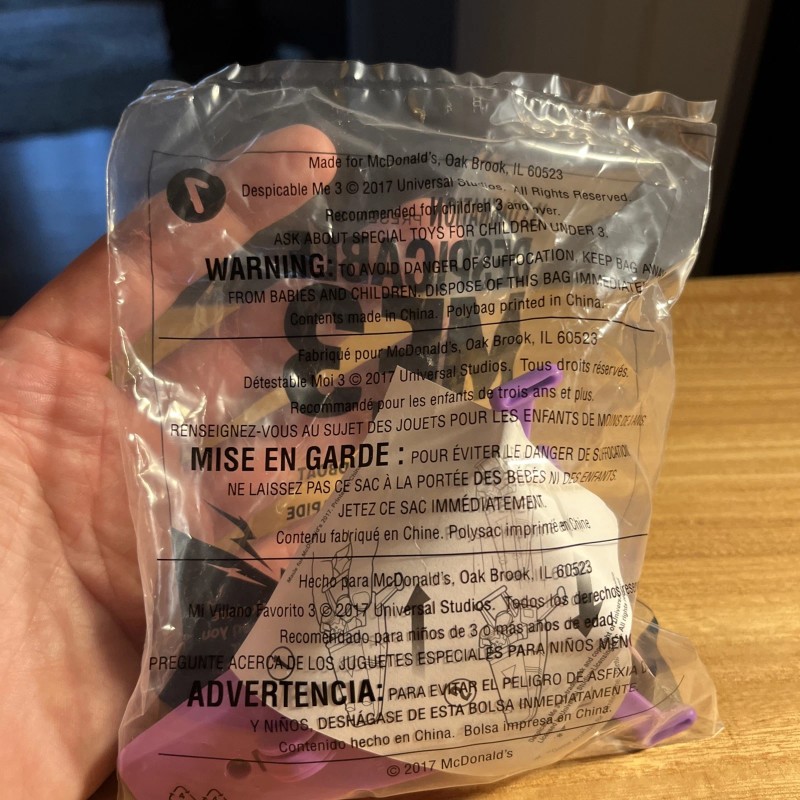 1
Made for McDonald's, Oak Brook, IL 60523
Despicable Me 3 © 2017 Universal Studios. All Rights Reserved.
Recommended for children 3 and over.
ASK ABOUT SPECIAL TOYS FOR CHILDREN UNDER 3.
WARNING: TO AVOID DANGER OF SUFFOCATION, KEEP BAG
FROM BABIES AND CHILDREN. DISPOSE OF THIS BAG
Contents made in China. Polybag printed in China.
Fabriqué pour McDonald's, Oak Brook, IL 60523
Détestable Moi 3 © 2017 Universal Studios. Tous droits réservés.
Recommandé pour les enfants de trois ans et plus.
RENSEIGNEZ-VOUS AU SUJET DES JOUETS POUR LES ENFANTS DE MOINS DE 3 ANS
MISE EN GARDE : POUR ÉVITER LE DANGER DE SUFFOCATION
NE LAISSEZ PAS CE SAC À LA PORTÉE DES BÉBÉS NI DES ENFANTS.
JETEZ CE SAC IMMÉDIATEMENT.
Contenu fabriqué en Chine. Polysac imprimé en Chine
Hecho para McDonald's, Oak Brook, IL 60523
Mi Villano Favorito 3 © 2017 Universal Studios. Todos los derechos
Recomendado para niños de 3 o más años de edad.
PREGUNTE ACERCA DE LOS JUGUETES ESPECIALES PARA NIÑOS
ADVERTENCIA: PARA EVITAR EL PELIGRO DE ASFIXIA
Y NIÑOS, DESHÁGASE DE ESTA BOLSA INMEDIATAMENTE
Contenido hecho en China. Bolsa impresa en China.
© 2017 McDonald's